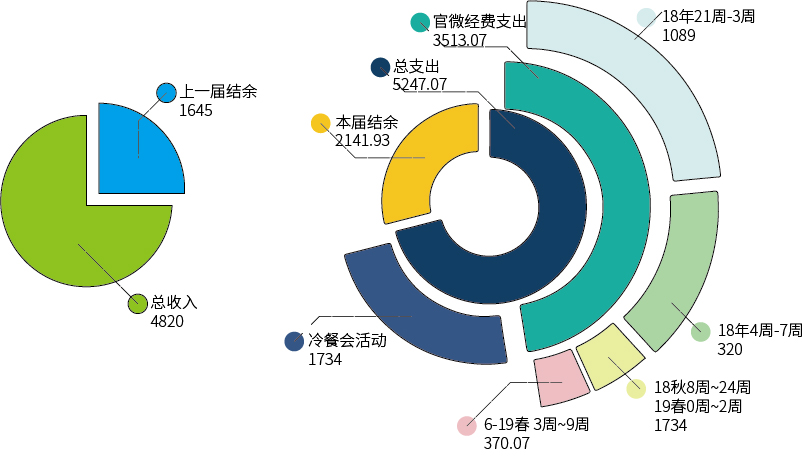 上一届结余
1645
总收入
4820
官微经费支出
3513.07
总支出
5247.07
本届结余
2141.93
冷餐会活动
1734
18年21周-3周
1089
18年4周-7周
320
18秋8周~24周
19春0周~2周
1734
6-19春 3周~9周
370.07